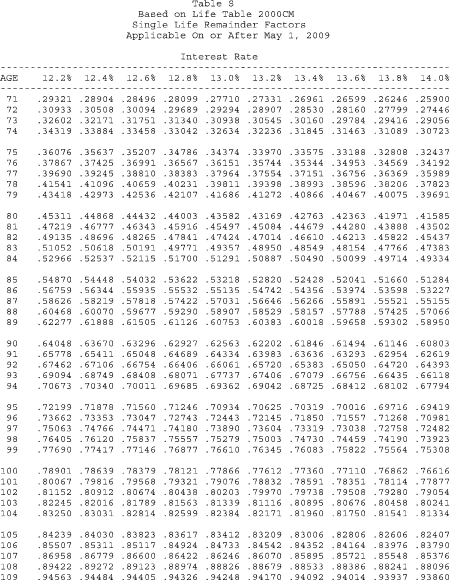 Table S
Based on Life Table 2000CM
Single Life Remainder Factors
Applicable On or After May 1, 2009
Interest Rate
AGE 12.2% 12.4% 12.6% 12.8% 13.0% 13.2% 13.4% 13.6% 13.8% 14.0%
71 .29321 .28904 .28496 .28099 .27710 .27331 .26961 .26599 .26246 .25900
72 .30933 .30508 .30094 .29689 .29294 .28907 .28530 .28160 .27799 .27446
73 .32602 .32171 .31751 .31340 .30938 .30545 .30160 .29784 .29416 .29056
74 .34319 .33884 .33458 .33042 .32634 .32236 .31845 .31463 .31089 .30723
75 .36076 .35637 .35207 .34786 .34374 .33970 .33575 .33188 .32808 .32437
76 .37867 .37425 .36991 .36567 .36151 .35744 .35344 .34953 .34569 .34192
77 .39690 .39245 .38810 .38383 .37964 .37554 .37151 .36756 .36369 .35989
78 .41541 .41096 .40659 .40231 .39811 .39398 .38993 .38596 .38206 .37823
79 .43418 .42973 .42536 .42107 .41686 .41272 .40866 .40467 .40075 .39691
80 .45311 .44868 .44432 .44003 .43582 .43169 .42763 .42363 .41971 .41585
81 .47219 .46777 .46343 .45916 .45497 .45084 .44679 .44280 .43888 .43502
82 .49135 .48696 .48265 .47841 .47424 .47014 .46610 .46213 .45822 .45437
83 .51052 .50618 .50191 .49771 .49357 .48950 .48549 .48154 .47766 .47383
84 .52966 .52537 .52115 .51700 .51291 .50887 .50490 .50099 .49714 .49334
85 .54870 .54448 .54032 .53622 .53218 .52820 .52428 .52041 .51660 .51284
86 .56759 .56344 .55935 .55532 .55135 .54742 .54356 .53974 .53598 .53227
87 .58626 .58219 .57818 .57422 .57031 .56646 .56266 .55891 .55521 .55155
88 .60468 .60070 .59677 .59290 .58907 .58529 .58157 .57788 .57425 .57066
89 .62277 .61888 .61505 .61126 .60753 .60383 .60018 .59658 .59302 .58950
90 .64048 .63670 .63296 .62927 .62563 .62202 .61846 .61494 .61146 .60803
91 .65778 .65411 .65048 .64689 .64334 .63983 .63636 .63293 .62954 .62619
92 .67462 .67106 .66754 .66406 .66061 .65720 .65383 .65050 .64720 .64393
93 .69094 .68749 .68408 .68071 .67737 .67406 .67079 .66756 .66435 .66118
94 .70673 .70340 .70011 .69685 .69362 .69042 .68725 .68412 .68102 .67794
95 .72199 .71878 .71560 .71246 .70934 .70625 .70319 .70016 .69716 .69419
96 .73662 .73353 .73047 .72743 .72443 .72145 .71850 .71557 .71268 .70981
97 .75063 .74766 .74471 .74180 .73890 .73604 .73319 .73038 .72758 .72482
98 .76405 .76120 .75837 .75557 .75279 .75003 .74730 .74459 .74190 .73923
99 .77690 .77417 .77146 .76877 .76610 .76345 .76083 .75822 .75564 .75308
100 .78901 .78639 .78379 .78121 .77866 .77612 .77360 .77110 .76862 .76616
101 .80067 .79816 .79568 .79321 .79076 .78832 .78591 .78351 .78114 .77877
102 .81152 .80912 .80674 .80438 .80203 .79970 .79738 .79508 .79280 .79054
103 .82245 .82016 .81789 .81563 .81339 .81116 .80895 .80676 .80458 .80241
104 .83250 .83031 .82814 .82599 .82384 .82171 .81960 .81750 .81541 .81334
105 .84239 .84030 .83823 .83617 .83412 .83209 .83006 .82806 .82606 .82407
106 .85507 .85311 .85117 .84924 .84733 .84542 .84352 .84164 .83976 .83790
107 .86958 .86779 .86600 .86422 .86246 .86070 .85895 .85721 .85548 .85376
108 .89422 .89272 .89123 .88974 .88826 .88679 .88533 .88387 .88241 .88096
109 .94563 .94484 .94405 .94326 .94248 .94170 .94092 .94014 .93937 .93860